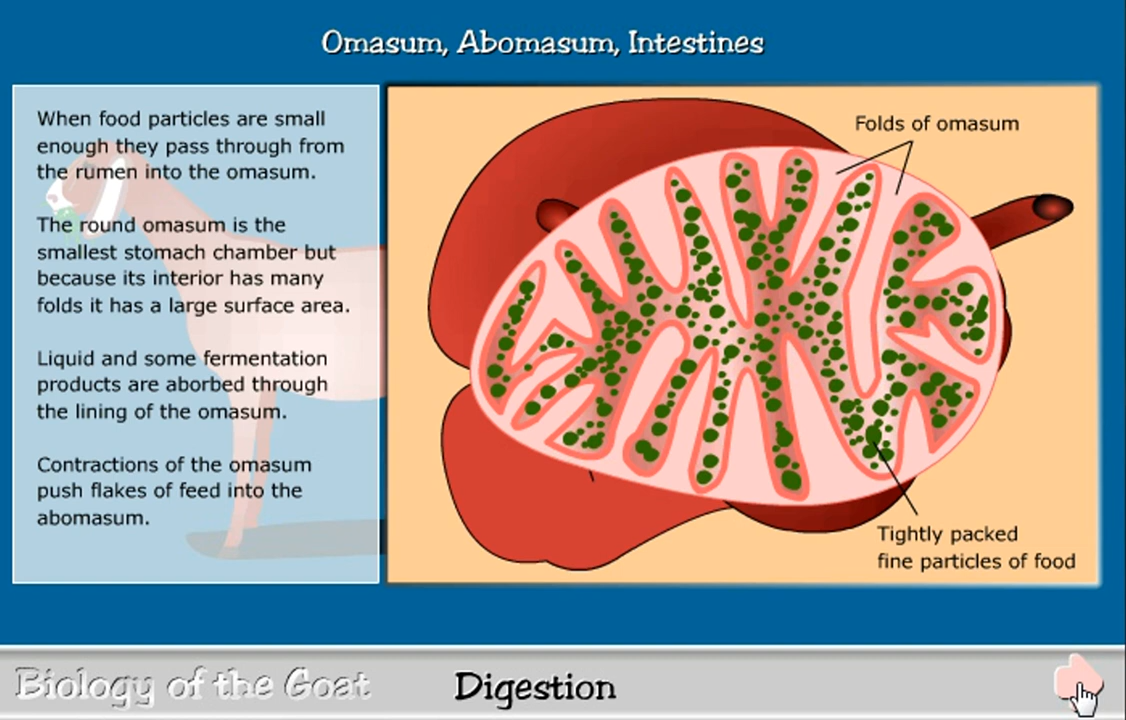 Omasum, Abomasum, Intestines
When food particles are small
enough they pass through from
the rumen into the omasum.
The round omasum is the
smallest stomach chamber but
because its interior has many
folds it has a large surface area.
Liquid and some fermentation
products are aborbed through
the lining of the omasum.
Contractions of the omasum
push flakes of feed into the
abomasum.
Folds of omasum
Tightly packed
fine particles of food
Biology of the Goat
Digestion